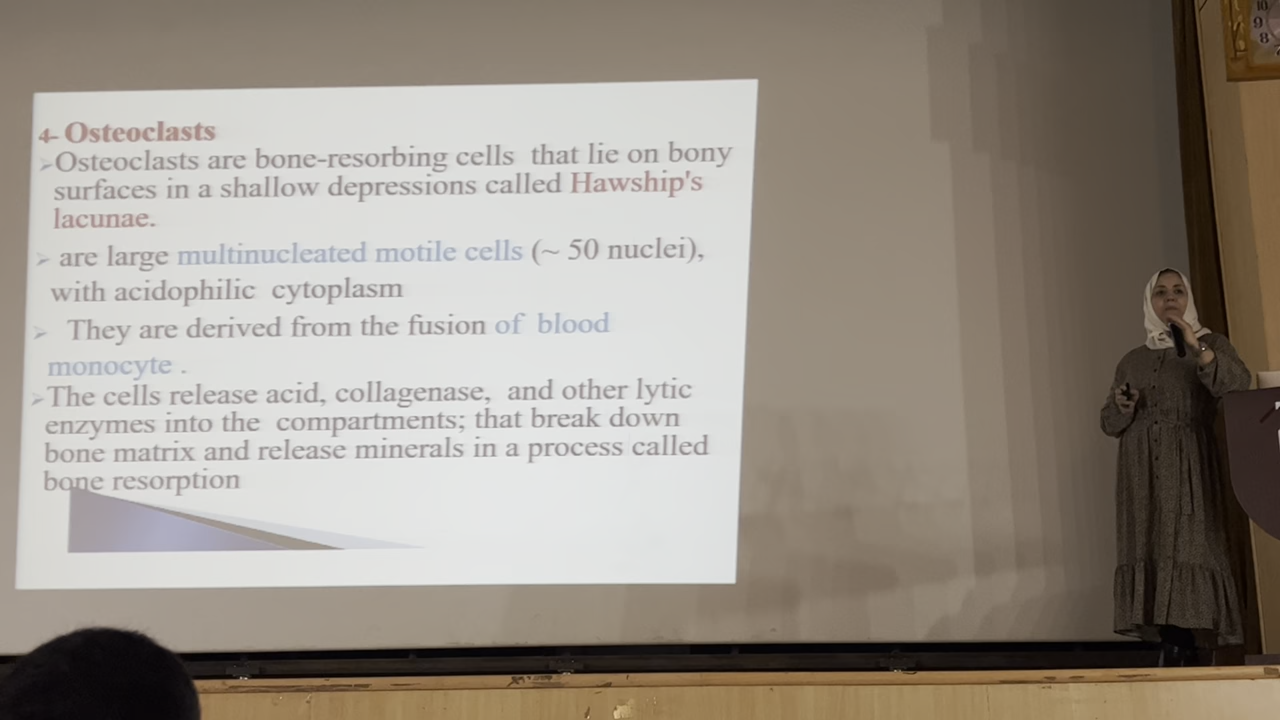 4- Osteoclasts
Osteoclasts are bone-resorbing cells that lie on bony
surfaces in a shallow depressions called Hawship's
lacunae.
are large multinucleated motile cells (~ 50 nuclei),
with acidophilic cytoplasm
They are derived from the fusion of blood
monocyte .
The cells release acid, collagenase, and other lytic
enzymes into the compartments; that break down
bone matrix and release minerals in a process called
bone resorption
10
9
8